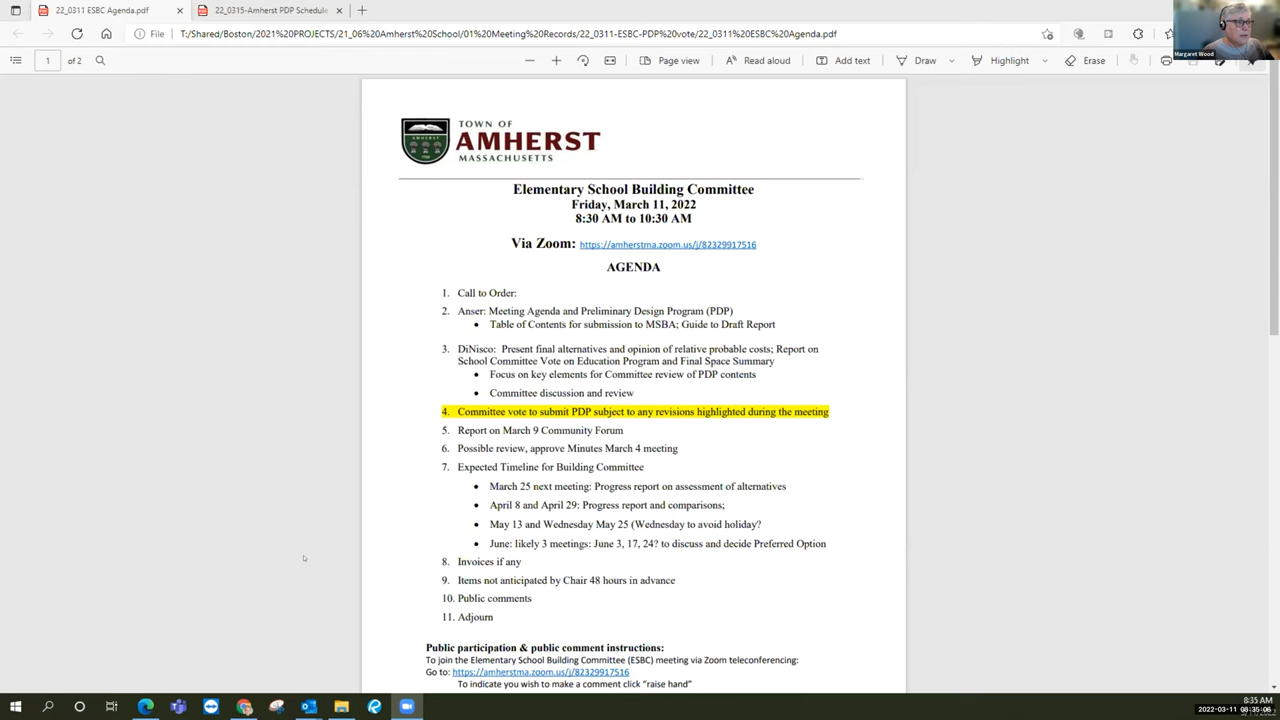 22_0311 ESBC Agenda.pdf
22_0315-Amherst PDP Schedule
File
T:/Shared/Boston/2021%20PROJECTS/21_06%20Amherst%20School/01%20Meeting%20Records/22_0311-ESBC-PDP%20vote/22_0311%20ESBC%20Agenda.pdf
Margaret Wood
1 of 2
Page view
Read aloud
Add text
Draw
Highlight
Erase
TOWN OF
AMHERST
MASSACHUSETTS
Elementary School Building Committee
Friday, March 11, 2022
8:30 AM to 10:30 AM
Via Zoom: https://amherstma.zoom.us/j/82329917516
AGENDA
1. Call to Order:
2. Anser: Meeting Agenda and Preliminary Design Program (PDP)
• Table of Contents for submission to MSBA; Guide to Draft Report
3. DiNisco: Present final alternatives and opinion of relative probable costs; Report on
School Committee Vote on Education Program and Final Space Summary
• Focus on key elements for Committee review of PDP contents
• Committee discussion and review
4. Committee vote to submit PDP subject to any revisions highlighted during the meeting
5. Report on March 9 Community Forum
6. Possible review, approve Minutes March 4 meeting
7. Expected Timeline for Building Committee
• March 25 next meeting: Progress report on assessment of alternatives
• April 8 and April 29: Progress report and comparisons;
• May 13 and Wednesday May 25 (Wednesday to avoid holiday?
• June: likely 3 meetings: June 3, 17, 24? to discuss and decide Preferred Option
8. Invoices if any
9. Items not anticipated by Chair 48 hours in advance
10. Public comments
11. Adjourn
Public participation & public comment instructions:
To join the Elementary School Building Committee (ESBC) meeting via Zoom teleconferencing:
Go to: https://amherstma.zoom.us/j/82329917516
To indicate you wish to make a comment click "raise hand"
8:35 AM
2022-03-11 08:35:06